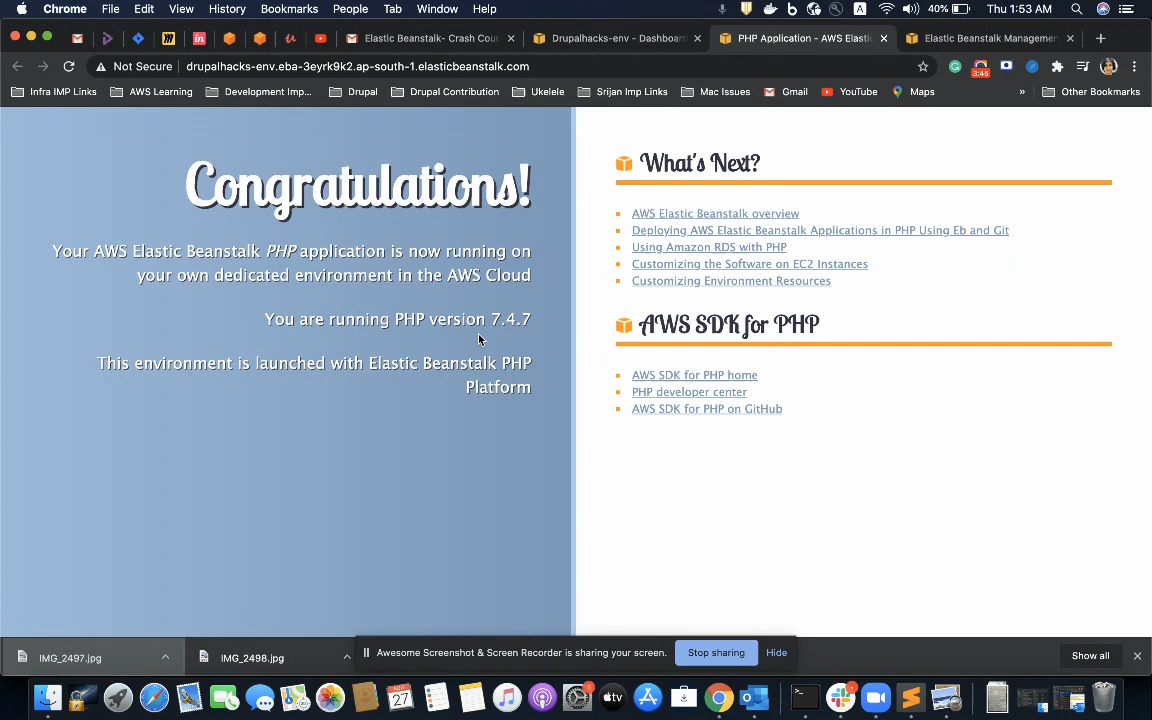 Chrome File Edit View History Bookmarks People Tab Window Help A 40% Thu 1:53 AM
Elastic Beanstalk- Crash Cou Drupalhacks-env - Dashboard PHP Application - AWS Elasti Elastic Beanstalk Managemen
Not Secure drupalhacks-env.eba-3eyrk9k2.ap-south-1.elasticbeanstalk.com 3:46
Infra IMP Links AWS Learning Development Imp... Drupal Drupal Contribution Ukelele Srijan Imp Links Mac Issues Gmail YouTube Maps » Other Bookmarks
Congratulations!
Your AWS Elastic Beanstalk PHP application is now running on
your own dedicated environment in the AWS Cloud
You are running PHP version 7.4.7
This environment is launched with Elastic Beanstalk PHP
Platform
What's Next?
AWS Elastic Beanstalk overview
Deploying AWS Elastic Beanstalk Applications in PHP Using Eb and Git
Using Amazon RDS with PHP
Customizing the Software on EC2 Instances
Customizing Environment Resources
AWS SDK for PHP
AWS SDK for PHP home
PHP developer center
AWS SDK for PHP on GitHub
IMG_2497.jpg IMG_2498.jpg Awesome Screenshot & Screen Recorder is sharing your screen. Stop sharing Hide Show all
27 tv